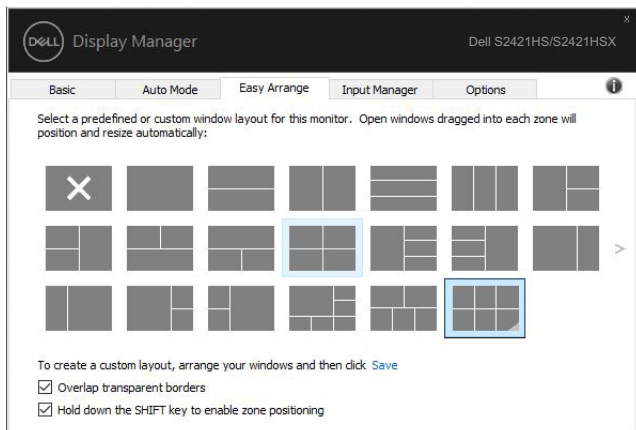 x
DELL Display Manager Dell S2421HS/S2421HSX
Basic Auto Mode Easy Arrange Input Manager Options
Select a predefined or custom window layout for this monitor. Open windows dragged into each zone will
position and resize automatically:
>
To create a custom layout, arrange your windows and then click Save
Overlap transparent borders
Hold down the SHIFT key to enable zone positioning